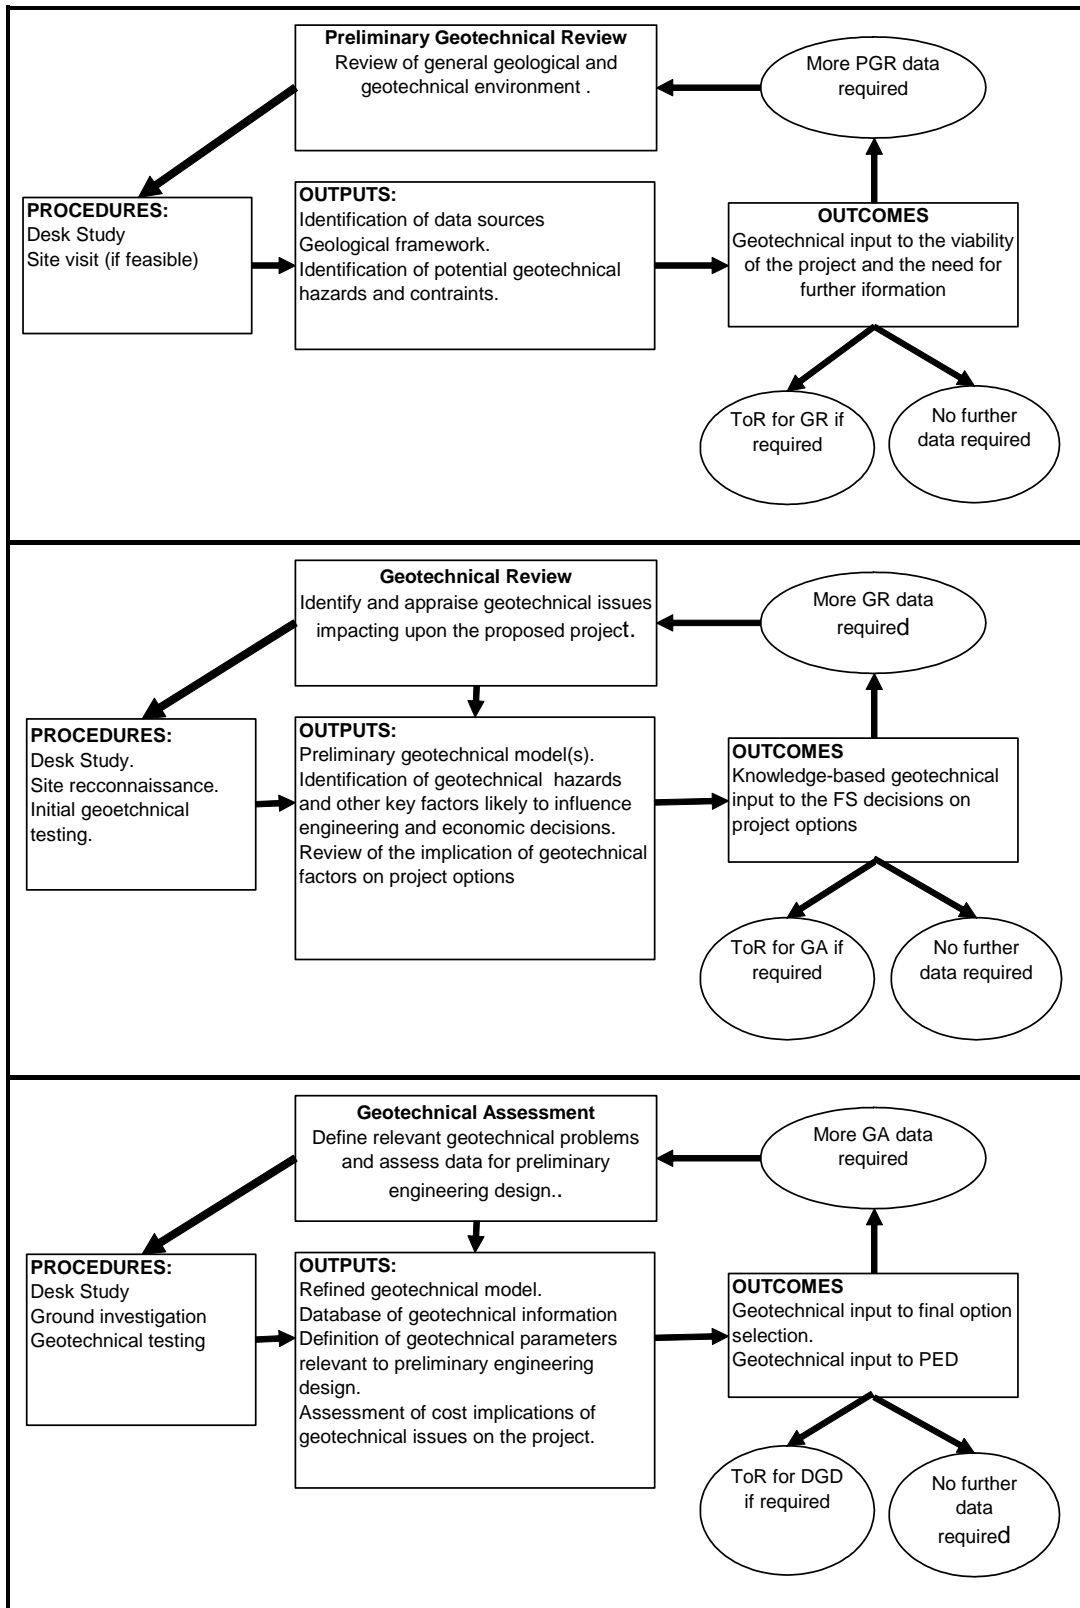 Preliminary Geotechnical Review
Review of general geological and
geotechnical environment .
More PGR data
required
PROCEDURES:
Desk Study
Site visit (if feasible)
OUTPUTS:
Identification of data sources
Geological framework.
Identification of potential geotechnical
hazards and contraints.
OUTCOMES
Geotechnical input to the viability
of the project and the need for
further iformation
ToR for GR if
required
No further
data required
Geotechnical Review
Identify and appraise geotechnical issues
impacting upon the proposed project.
More GR data
required
PROCEDURES:
Desk Study.
Site recconnaissance.
Initial geoetchnical
testing.
OUTPUTS:
Preliminary geotechnical model(s).
Identification of geotechnical hazards
and other key factors likely to influence
engineering and economic decisions.
Review of the implication of geotechnical
factors on project options
OUTCOMES
Knowledge-based geotechnical
input to the FS decisions on
project options
ToR for GA if
required
No further
data required
Geotechnical Assessment
Define relevant geotechnical problems
and assess data for preliminary
engineering design..
More GA data
required
PROCEDURES:
Desk Study
Ground investigation
Geotechnical testing
OUTPUTS:
Refined geotechnical model.
Database of geotechnical information
Definition of geotechnical parameters
relevant to preliminary engineering
design.
Assessment of cost implications of
geotechnical issues on the project.
OUTCOMES
Geotechnical input to final option
selection.
Geotechnical input to PED
ToR for DGD
if required
No further
data
required